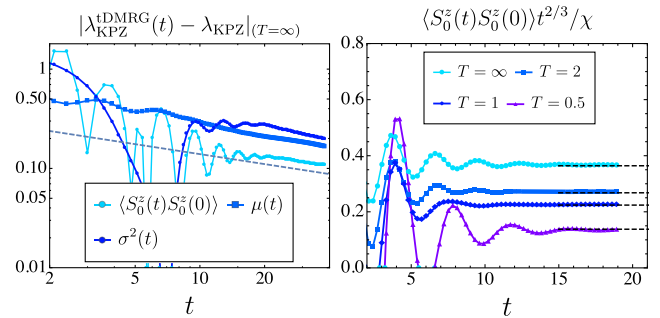 |λ_KPZ^tDMRG(t) − λ_KPZ|_(T=∞)
1
0.50
0.10
0.05
0.01
2
5
10
20
t
⟨S_0^z(t)S_0^z(0)⟩
μ(t)
σ²(t)
⟨S_0^z(t)S_0^z(0)⟩t^{2/3}/χ
0.8
0.6
0.4
0.2
0.0
0
5
10
15
20
t
T = ∞
T = 2
T = 1
T = 0.5